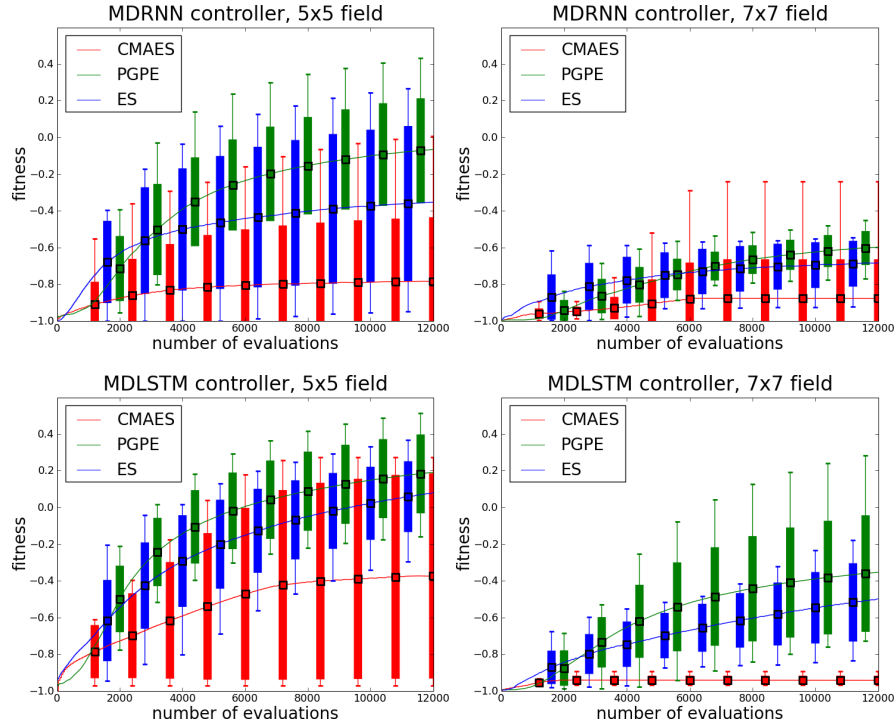 MDRNN controller, 5x5 field
CMAES
PGPE
ES
fitness
0.4
0.2
0.0
−0.2
−0.4
−0.6
−0.8
−1.0
0 2000 4000 6000 8000 10000 12000
number of evaluations
MDRNN controller, 7x7 field
CMAES
PGPE
ES
fitness
0.4
0.2
0.0
−0.2
−0.4
−0.6
−0.8
−1.0
0 2000 4000 6000 8000 10000 12000
number of evaluations
MDLSTM controller, 5x5 field
CMAES
PGPE
ES
fitness
0.4
0.2
0.0
−0.2
−0.4
−0.6
−0.8
−1.0
0 2000 4000 6000 8000 10000 12000
number of evaluations
MDLSTM controller, 7x7 field
CMAES
PGPE
ES
fitness
0.4
0.2
0.0
−0.2
−0.4
−0.6
−0.8
−1.0
0 2000 4000 6000 8000 10000 12000
number of evaluations